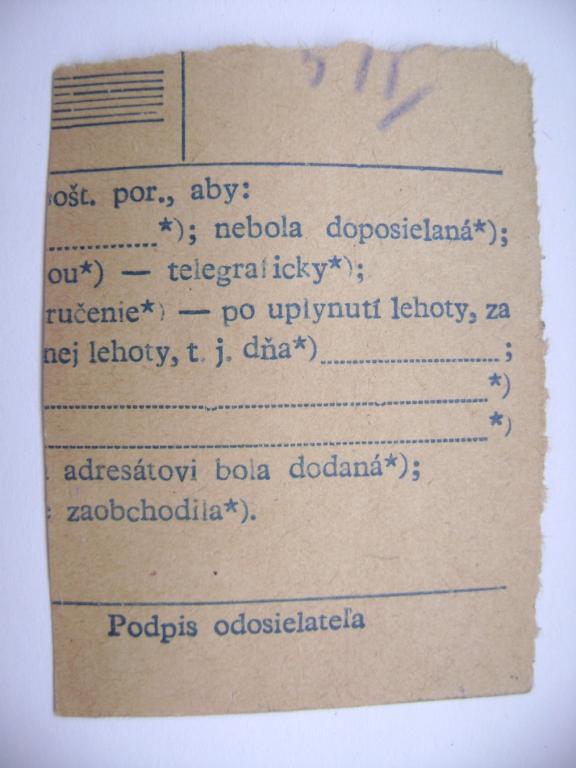 ošt. por., aby:
*); nebola doposielaná*);
ou*) — telegraficky*);
ručenie*) — po uplynutí lehoty, za
nej lehoty, t. j. dňa*) ;
*)
*)
adresátovi bola dodaná*);
zaobchodila*).
Podpis odosielateľa